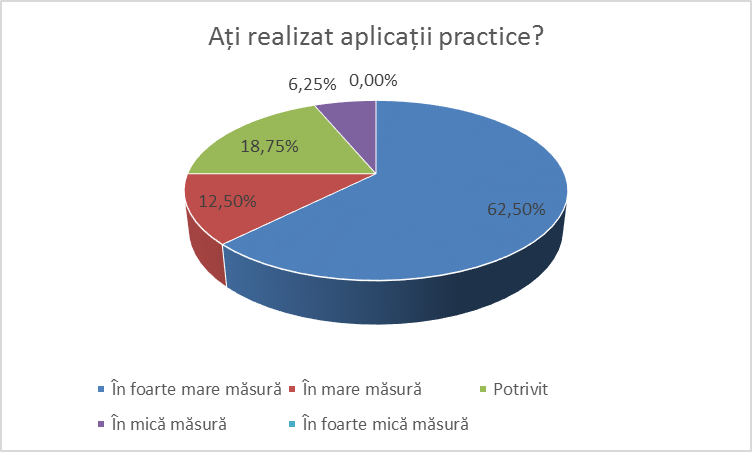 Ați realizat aplicații practice?
6,25% 0,00%
18,75%
12,50%
62,50%
În foarte mare măsură În mare măsură Potrivit
În mică măsură În foarte mică măsură